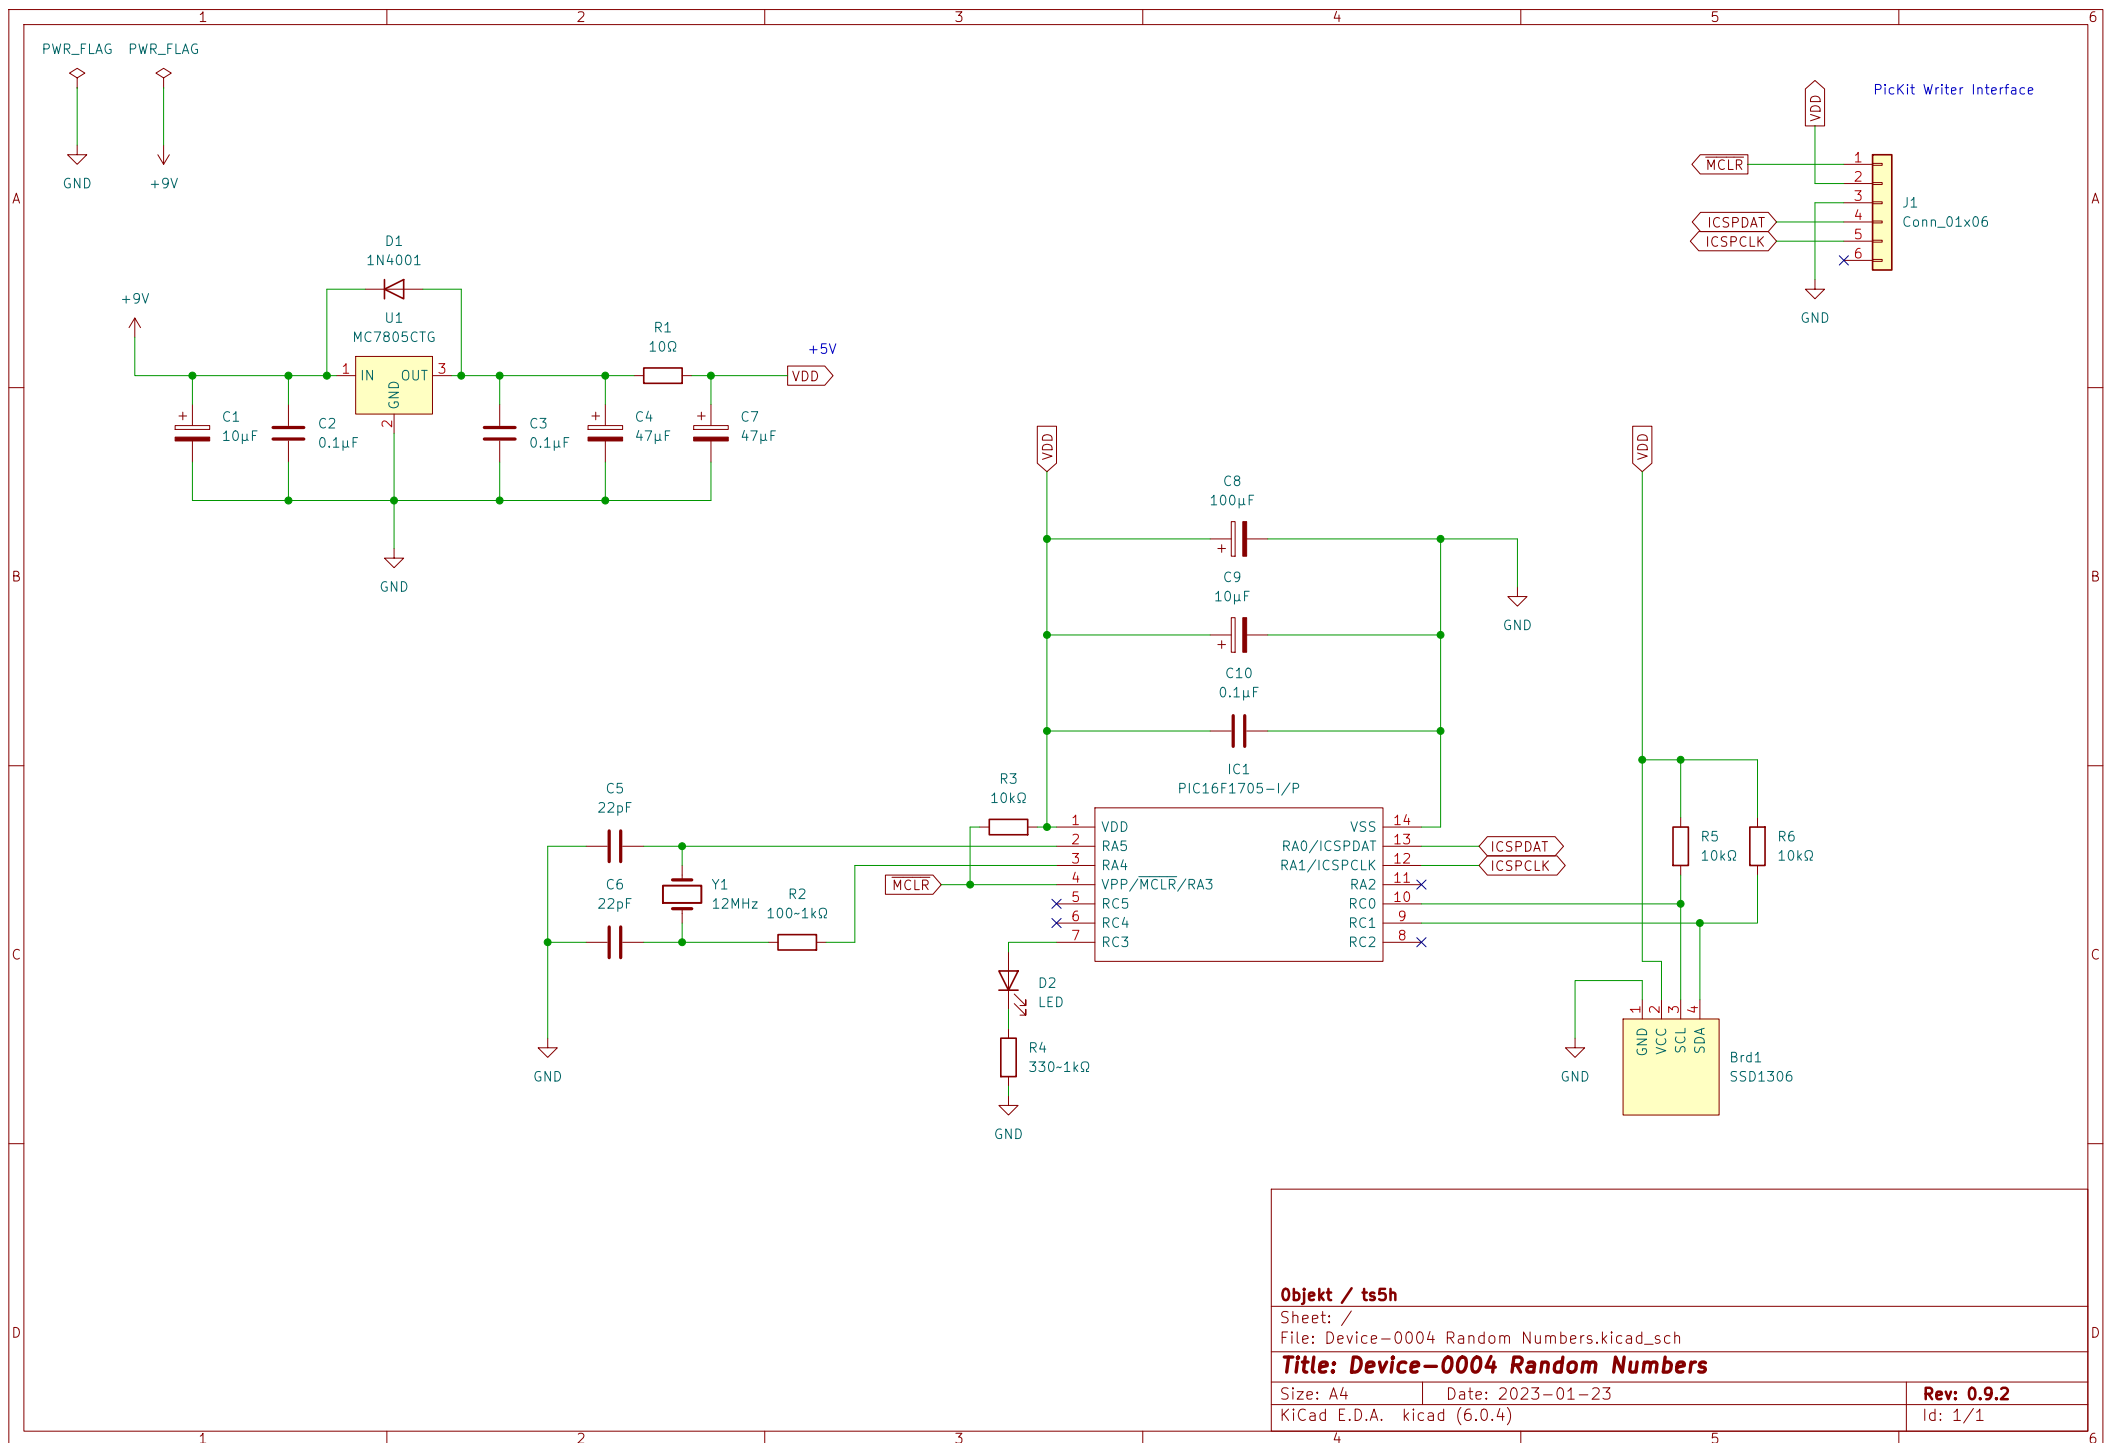 1 2 3 4 5 6
PWR_FLAG PWR_FLAG
GND +9V
PicKit Writer Interface
VDD
MCLR
ICSPDAT
ICSPCLK
1
2
3
4
5
6
J1
Conn_01x06
GND
A A
D1
1N4001
+9V
U1
MC7805CTG
1 IN OUT 3
GND
2
R1
10Ω
+5V
VDD
C1
10µF
C2
0.1µF
C3
0.1µF
C4
47µF
C7
47µF
GND
B B
VDD
C8
100µF
C9
10µF
C10
0.1µF
GND
VDD
IC1
PIC16F1705-I/P
R3
10kΩ
C5
22pF
C6
22pF
Y1
12MHz
R2
100~1kΩ
GND
MCLR
1 VDD VSS 14
2 RA5 RA0/ICSPDAT 13
3 RA4 RA1/ICSPCLK 12
4 VPP/MCLR/RA3 RA2 11
5 RC5 RC0 10
6 RC4 RC1 9
7 RC3 RC2 8
ICSPDAT
ICSPCLK
D2
LED
R4
330~1kΩ
GND
R5
10kΩ
R6
10kΩ
1 2 3 4
GND VCC SCL SDA
Brd1
SSD1306
GND
C C
D D
Objekt / ts5h
Sheet: /
File: Device-0004 Random Numbers.kicad_sch
Title: Device-0004 Random Numbers
Size: A4 Date: 2023-01-23 Rev: 0.9.2
KiCad E.D.A. kicad (6.0.4) Id: 1/1
1 2 3 4 5 6